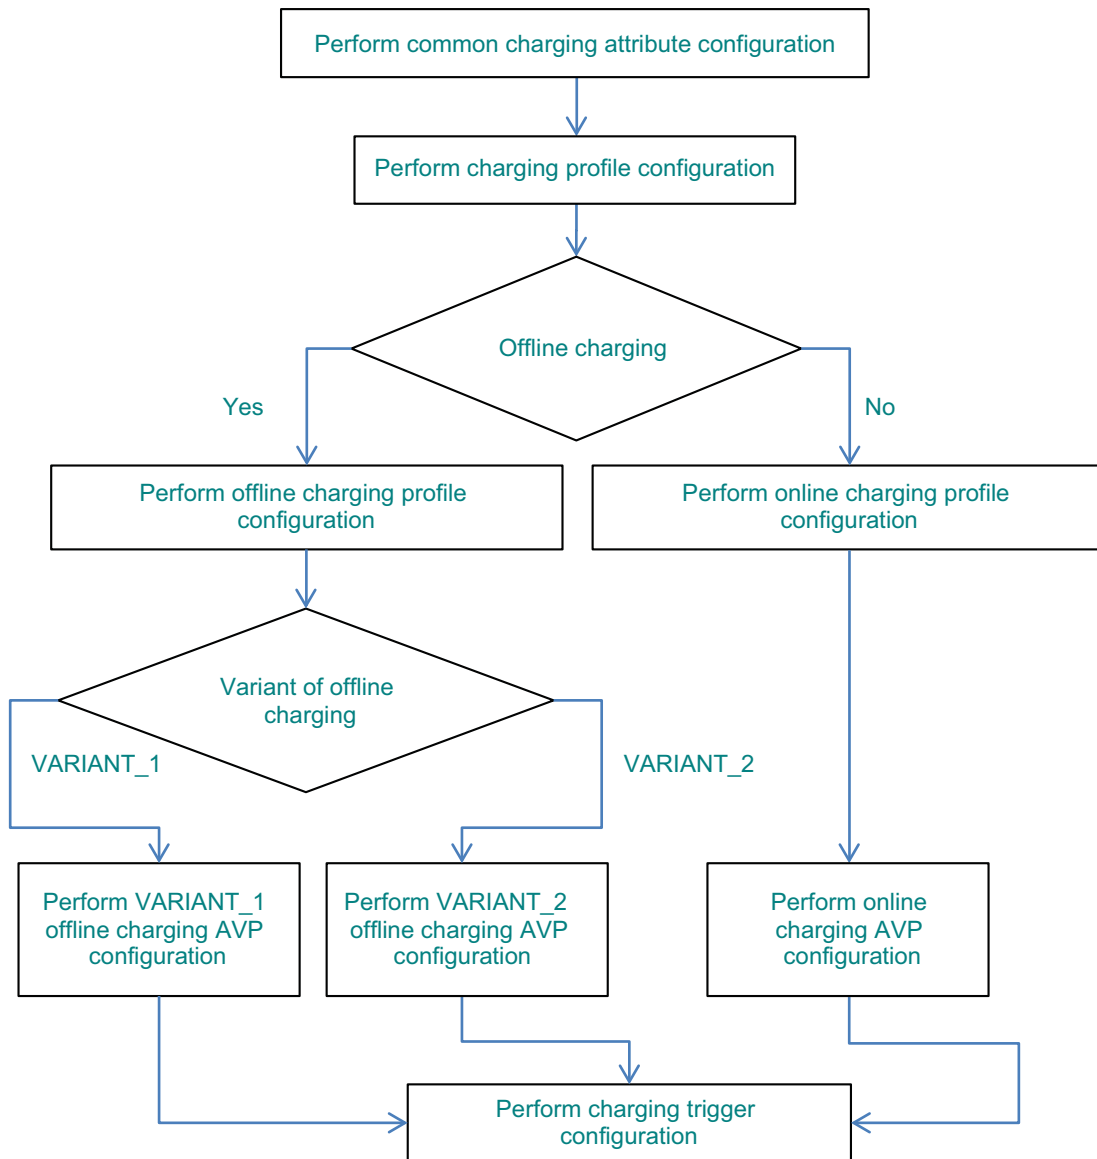 Perform common charging attribute configuration
Perform charging profile configuration
Offline charging
Yes
No
Perform offline charging profile
configuration
Perform online charging profile
configuration
Variant of offline
charging
VARIANT_1
VARIANT_2
Perform VARIANT_1
offline charging AVP
configuration
Perform VARIANT_2
offline charging AVP
configuration
Perform online
charging AVP
configuration
Perform charging trigger
configuration